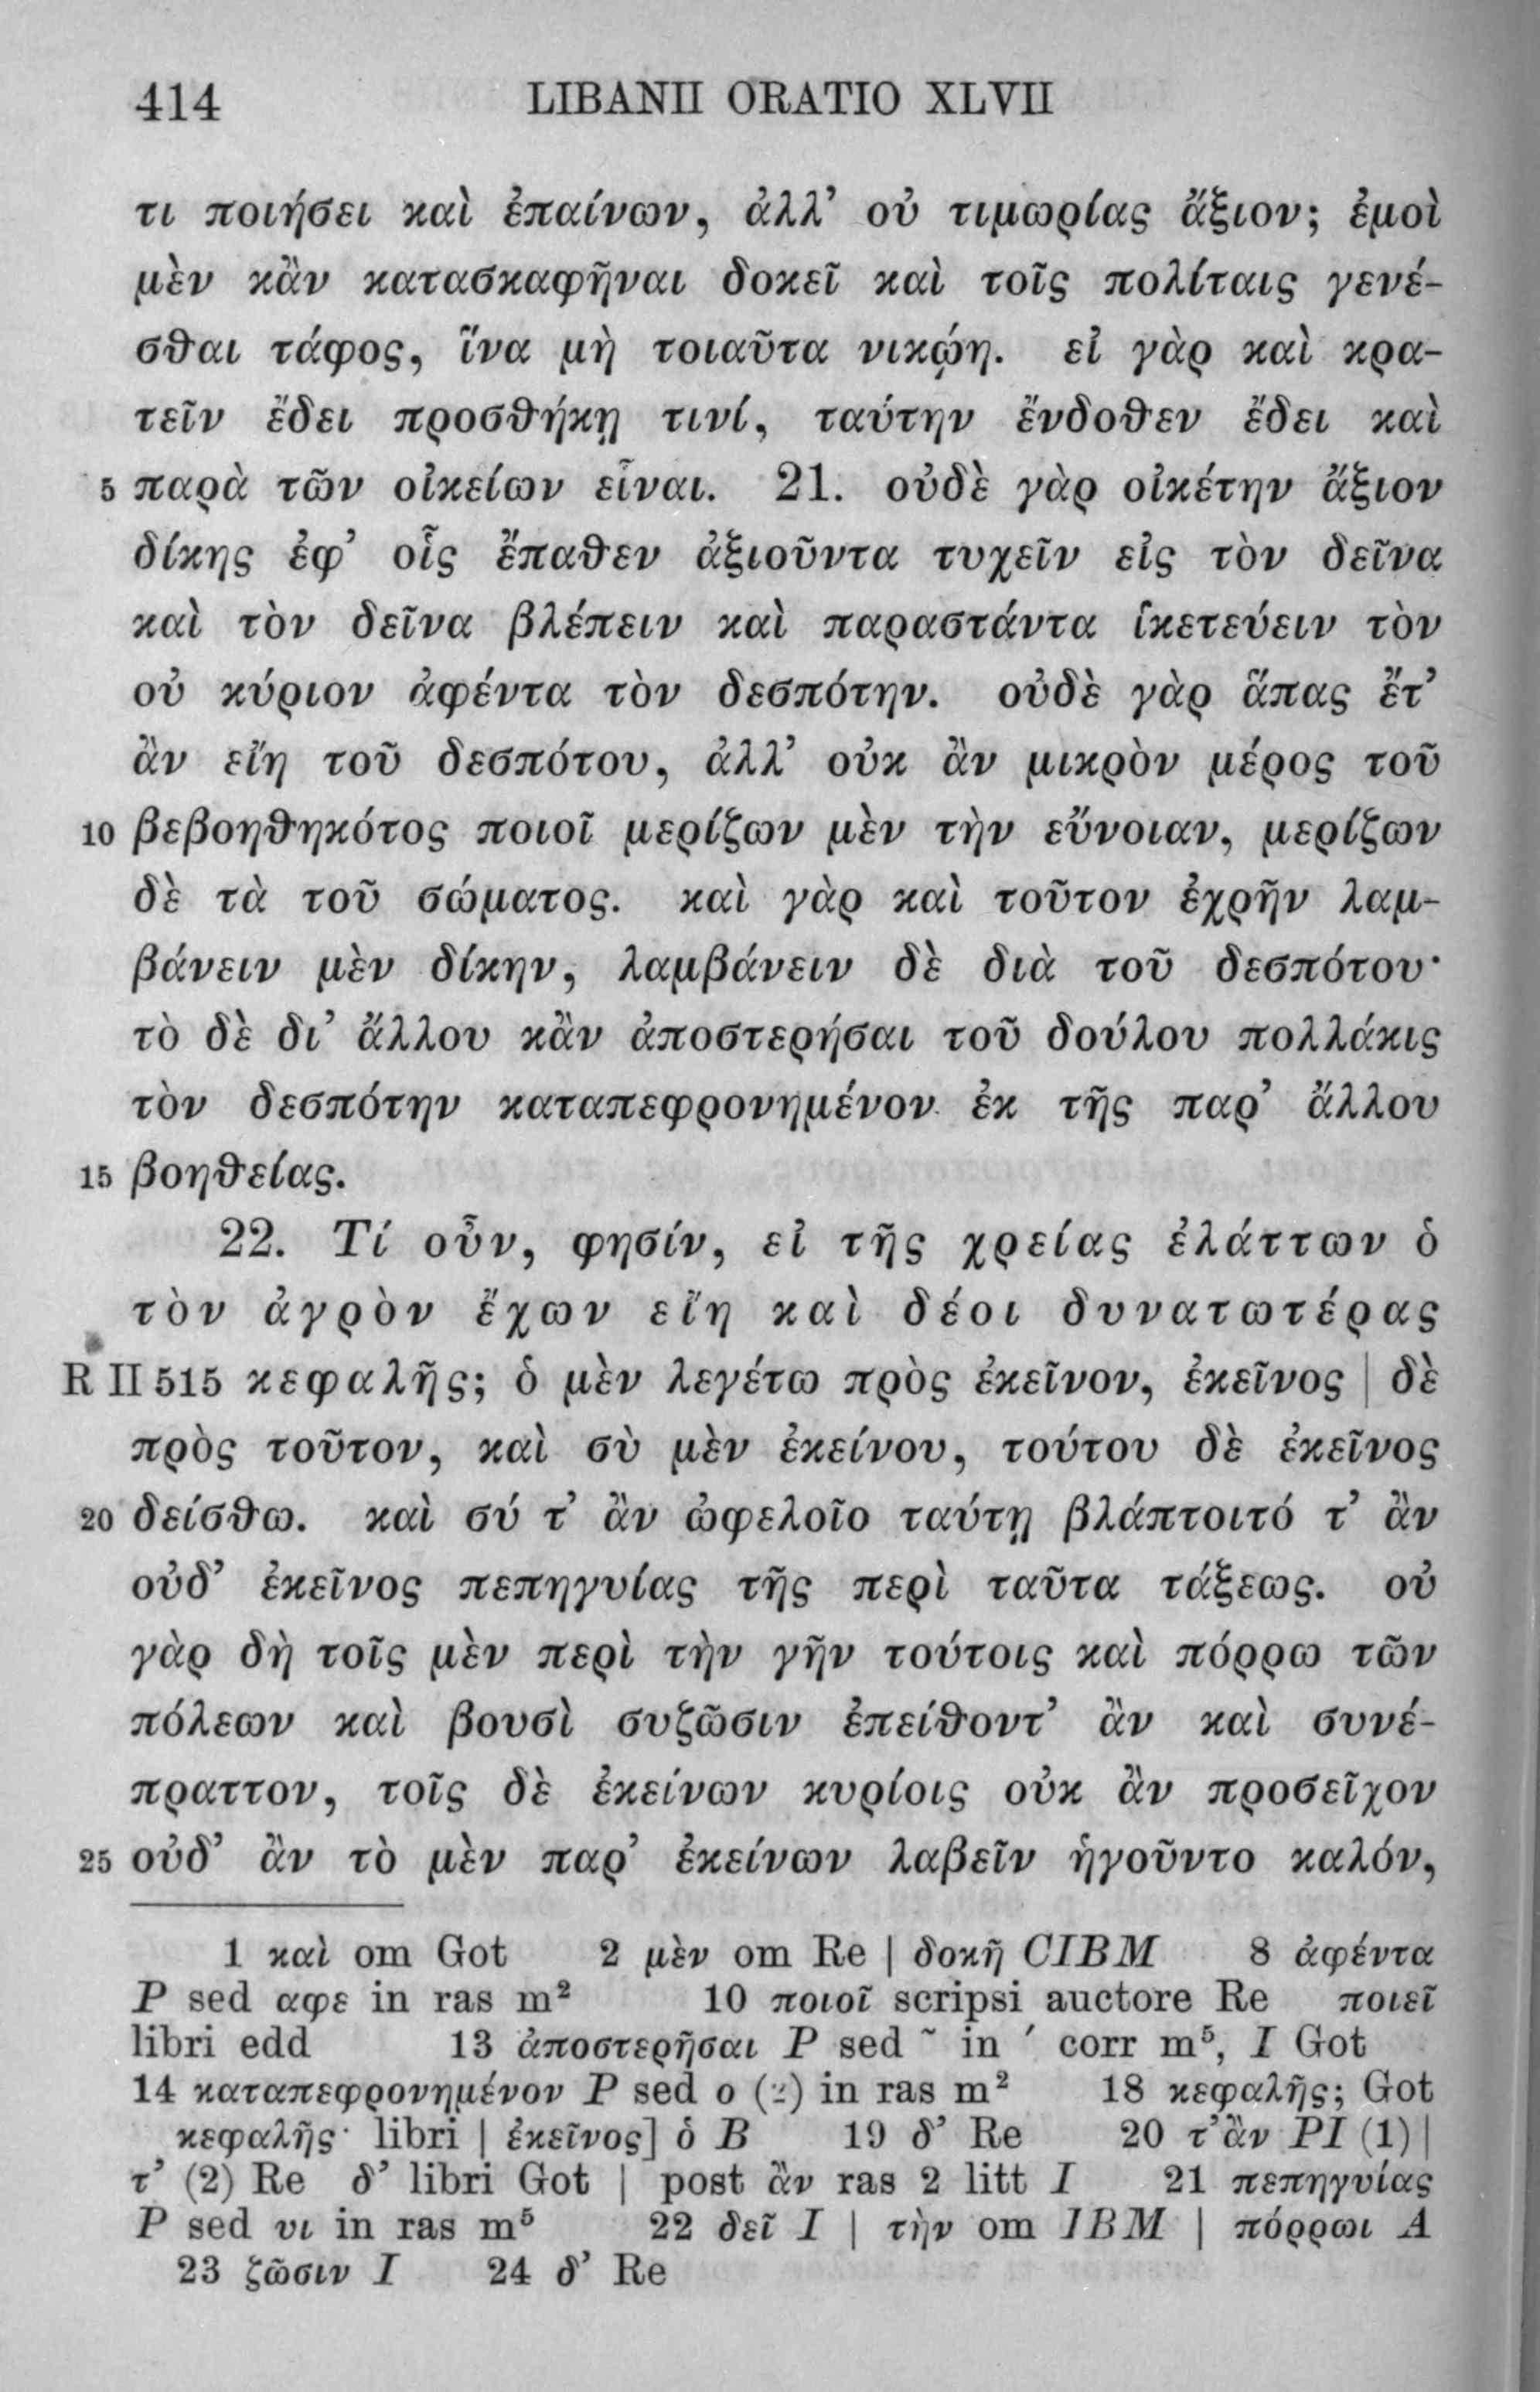 414 LIBANII ORATIO XLVII
τι ποιήσει καὶ ἐπαίνων, ἀλλ’ οὐ τιμωρίας ἄξιον; ἐμοὶ
μὲν κἂν κατασκαφῆναι δοκεῖ καὶ τοῖς πολίταις γενέ-
σθαι τάφος, ἵνα μὴ τοιαῦτα νικῴη. εἰ γὰρ καὶ κρα-
τεῖν ἔδει προσθήκῃ τινί, ταύτην ἔνδοθεν ἔδει καὶ
5 παρὰ τῶν οἰκείων εἶναι. 21. οὐδὲ γὰρ οἰκέτην ἄξιον
δίκης ἐφ’ οἷς ἔπαθεν ἀξιοῦντα τυχεῖν εἰς τὸν δεῖνα
καὶ τὸν δεῖνα βλέπειν καὶ παραστάντα ἱκετεύειν τὸν
οὐ κύριον ἀφέντα τὸν δεσπότην. οὐδὲ γὰρ ἅπας ἔτ’
ἂν εἴη τοῦ δεσπότου, ἀλλ’ οὐκ ἂν μικρὸν μέρος τοῦ
10 βεβοηθηκότος ποιοῖ μερίζων μὲν τὴν εὔνοιαν, μερίζων
δὲ τὰ τοῦ σώματος. καὶ γὰρ καὶ τοῦτον ἐχρῆν λαμ-
βάνειν μὲν δίκην, λαμβάνειν δὲ διὰ τοῦ δεσπότου·
τὸ δὲ δι’ ἄλλου κἂν ἀποστερήσαι τοῦ δούλου πολλάκις
τὸν δεσπότην καταπεφρονημένον ἐκ τῆς παρ’ ἄλλου
15 βοηθείας.
22. Τί οὖν, φησίν, εἰ τῆς χρείας ἐλάττων ὁ
τὸν ἀγρὸν ἔχων εἴη καὶ δέοι δυνατωτέρας
R II 515 κεφαλῆς; ὁ μὲν λεγέτω πρὸς ἐκεῖνον, ἐκεῖνος | δὲ
πρὸς τοῦτον, καὶ σὺ μὲν ἐκείνου, τούτου δὲ ἐκεῖνος
20 δείσθω. καὶ σύ τ’ ἂν ὠφελοῖο ταύτῃ βλάπτοιτό τ’ ἂν
οὐδ’ ἐκεῖνος πεπηγυίας τῆς περὶ ταῦτα τάξεως. οὐ
γὰρ δὴ τοῖς μὲν περὶ τὴν γῆν τούτοις καὶ πόρρω τῶν
πόλεων καὶ βουσὶ συζῶσιν ἐπείθοντ’ ἂν καὶ συνέ-
πραττον, τοῖς δὲ ἐκείνων κυρίοις οὐκ ἂν προσεῖχον
25 οὐδ’ ἂν τὸ μὲν παρ’ ἐκείνων λαβεῖν ἡγοῦντο καλόν,
1 καὶ om Got 2 μὲν om Re | δοκῆ CIBM 8 ἀφέντα
P sed αφε in ras m² 10 ποιοῖ scripsi auctore Re ποιεῖ
libri edd 13 ἀποστερῆσαι P sed ῀ in ´ corr m⁵, I Got
14 καταπεφρονημένον P sed ο (2) in ras m² 18 κεφαλῆς; Got
κεφαλῆς· libri | ἐκεῖνος] ὁ B 19 δ’ Re 20 τ’ἂν PI (1) |
τ’ (2) Re δ’ libri Got | post ἂν ras 2 litt I 21 πεπηγυίας
P sed υι in ras m⁵ 22 δεῖ I | τὴν om IBM | πόρρωι A
23 ζῶσιν I 24 δ’ Re